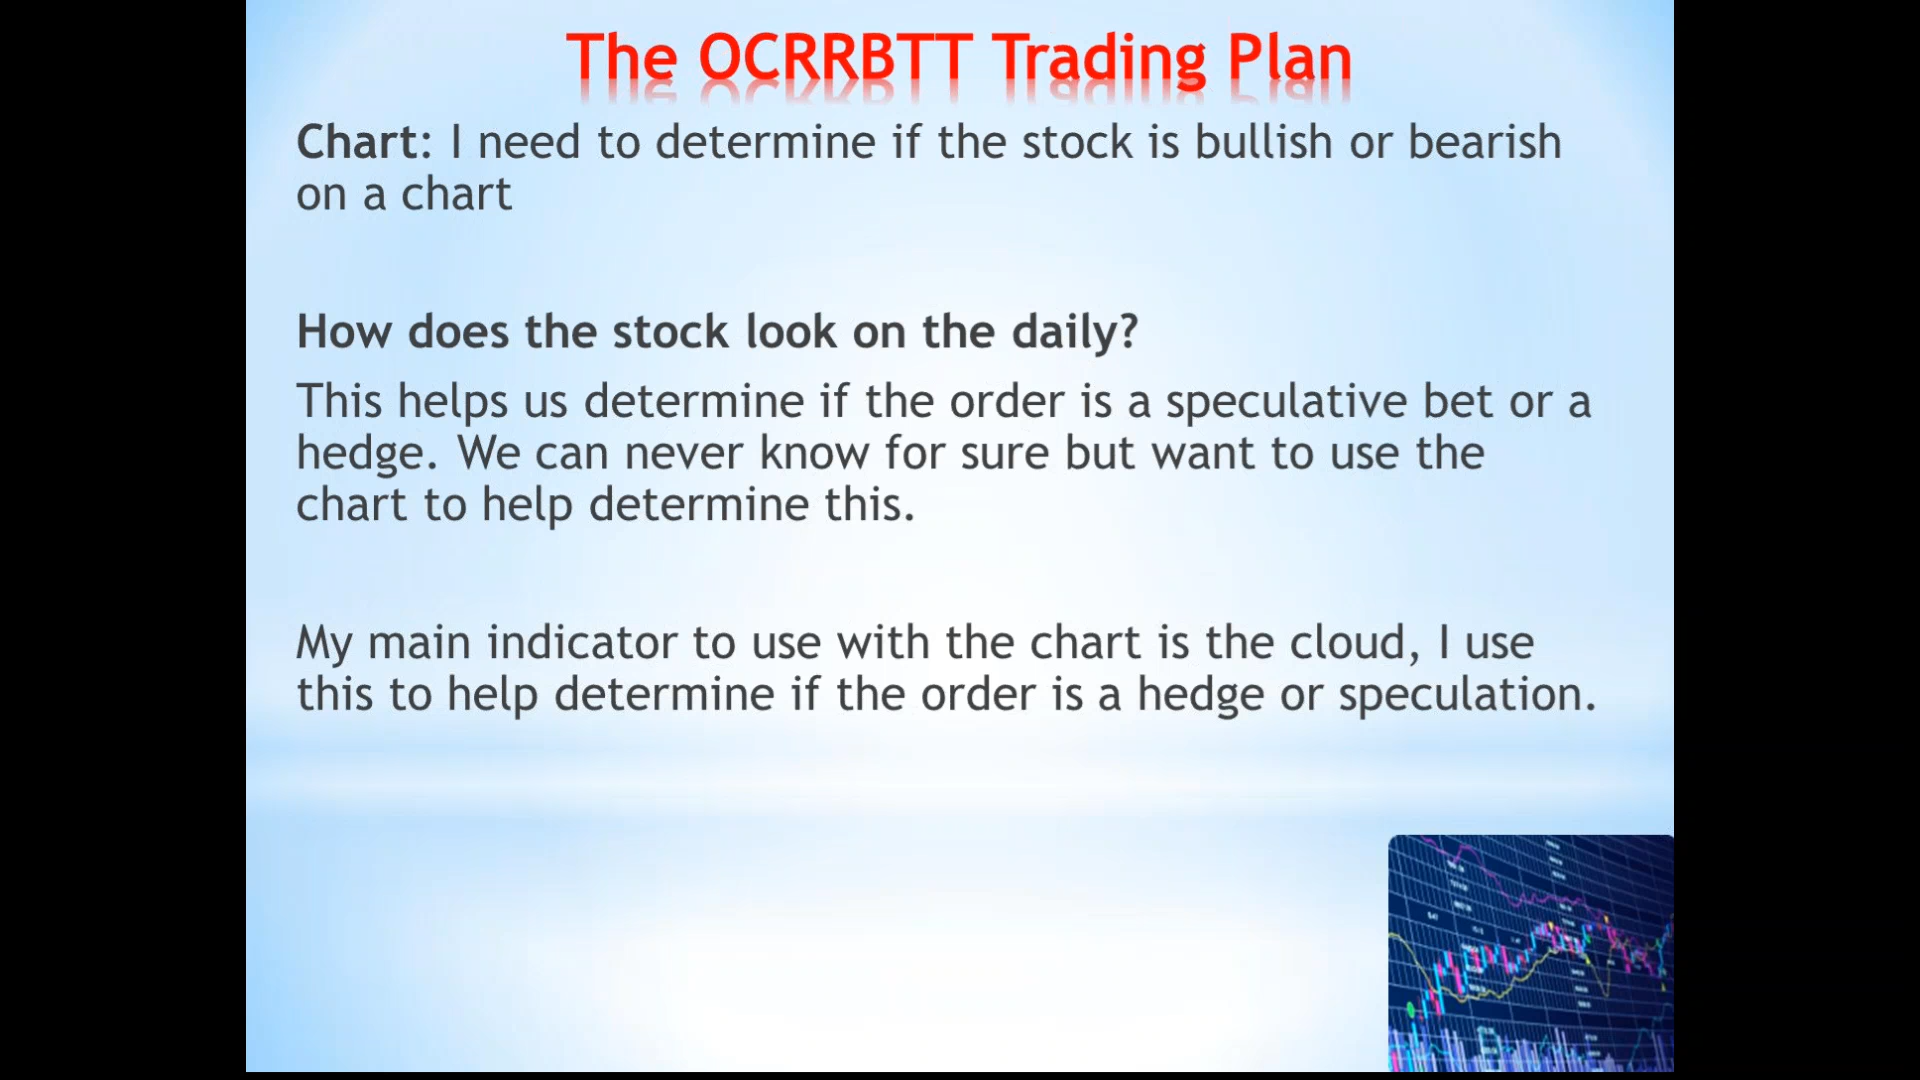 The OCRRBTT Trading Plan
Chart: I need to determine if the stock is bullish or bearish
on a chart
How does the stock look on the daily?
This helps us determine if the order is a speculative bet or a
hedge. We can never know for sure but want to use the
chart to help determine this.
My main indicator to use with the chart is the cloud, I use
this to help determine if the order is a hedge or speculation.